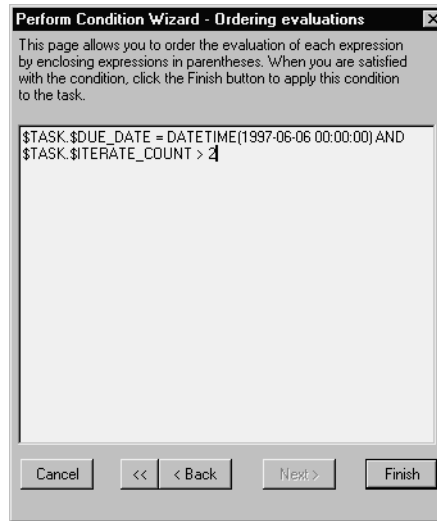 Perform Condition Wizard - Ordering evaluations
This page allows you to order the evaluation of each expression
by enclosing expressions in parentheses. When you are satisfied
with the condition, click the Finish button to apply this condition
to the task.
$TASK.$DUE_DATE = DATETIME(1997-06-06 00:00:00) AND
$TASK.$ITERATE_COUNT > 2
Cancel << < Back Next > Finish